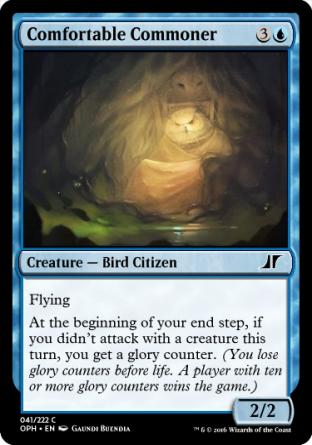 Comfortable Commoner 3
Creature — Bird Citizen
Flying
At the beginning of your end step, if
you didn't attack with a creature this
turn, you get a glory counter. (You lose
glory counters before life. A player with ten
or more glory counters wins the game.)
2/2
041/222 C
OPH • EN Gaundi Buendia ™ & © 2016 Wizards of the Coast